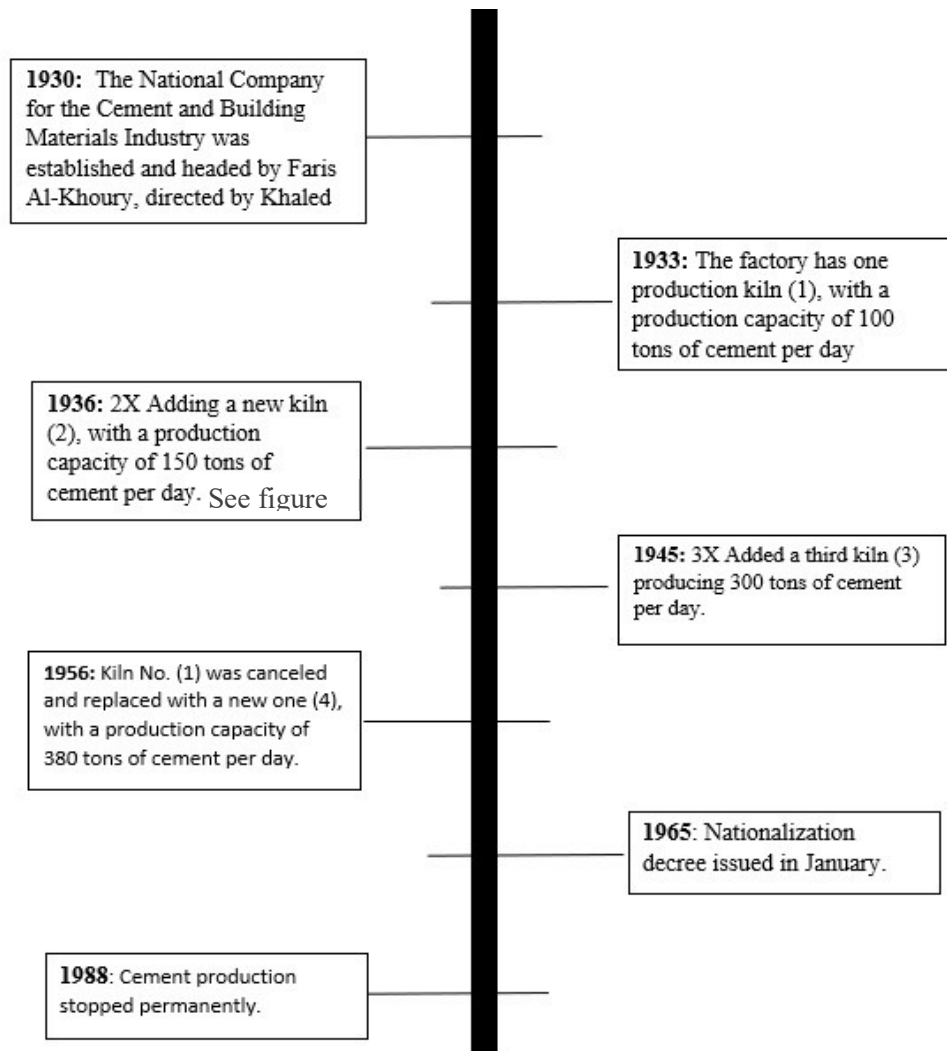 1930: The National Company
for the Cement and Building
Materials Industry was
established and headed by Faris
Al-Khoury, directed by Khaled
1933: The factory has one
production kiln (1), with a
production capacity of 100
tons of cement per day
1936: 2X Adding a new kiln
(2), with a production
capacity of 150 tons of
cement per day. See figure
1945: 3X Added a third kiln (3)
producing 300 tons of cement
per day.
1956: Kiln No. (1) was canceled
and replaced with a new one (4),
with a production capacity of
380 tons of cement per day.
1965: Nationalization
decree issued in January.
1988: Cement production
stopped permanently.